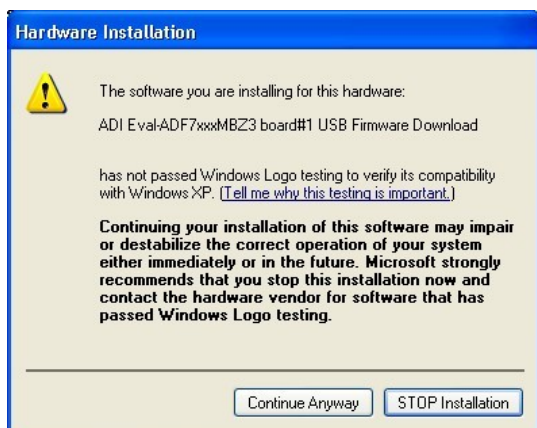 Hardware Installation
The software you are installing for this hardware:
ADI Eval-ADF7xxxMBZ3 board#1 USB Firmware Download
has not passed Windows Logo testing to verify its compatibility
with Windows XP. (Tell me why this testing is important.)
Continuing your installation of this software may impair
or destabilize the correct operation of your system
either immediately or in the future. Microsoft strongly
recommends that you stop this installation now and
contact the hardware vendor for software that has
passed Windows Logo testing.
Continue Anyway STOP Installation